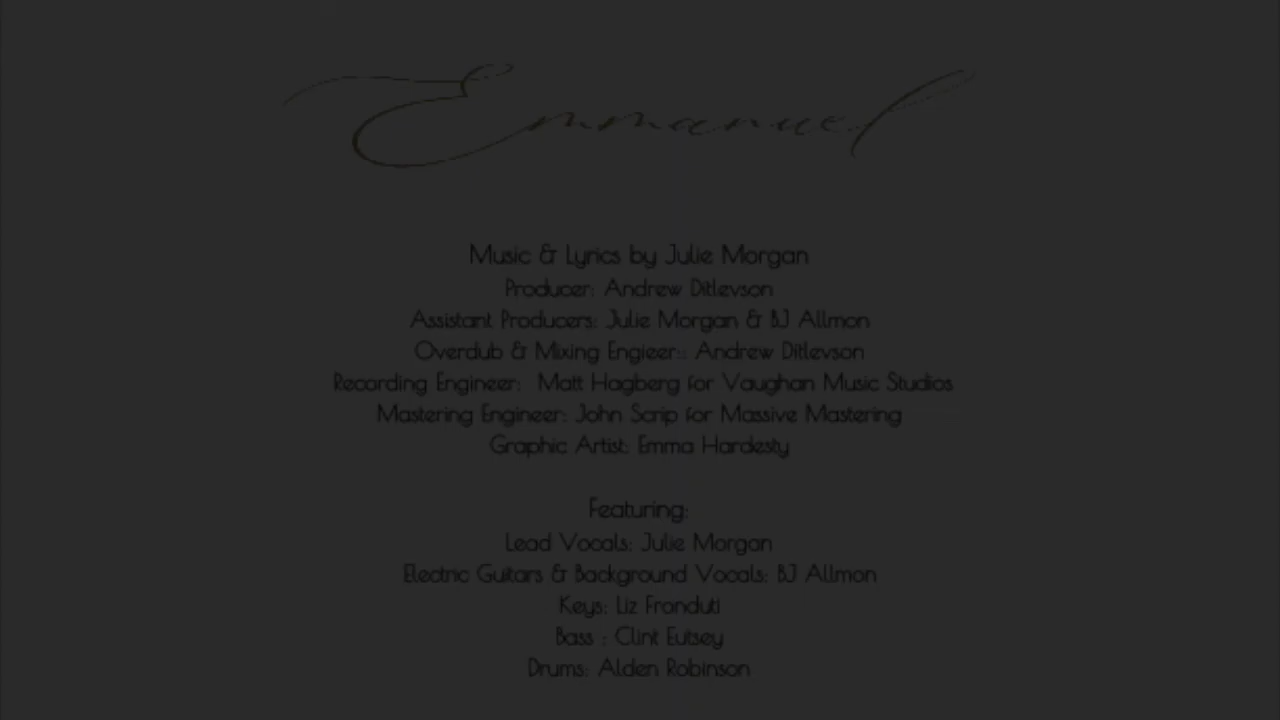 Emmanuel
Music & Lyrics by Julie Morgan
Producer: Andrew Ditlevson
Assistant Producers: Julie Morgan & BJ Allmon
Overdub & Mixing Engieer:: Andrew Ditlevson
Recording Engineer: Matt Hagberg for Vaughan Music Studios
Mastering Engineer: John Scrip for Massive Mastering
Graphic Artist: Emma Hardesty
Featuring:
Lead Vocals: Julie Morgan
Electric Guitars & Background Vocals: BJ Allmon
Keys: Liz Fronduti
Bass : Clint Eutsey
Drums: Alden Robinson